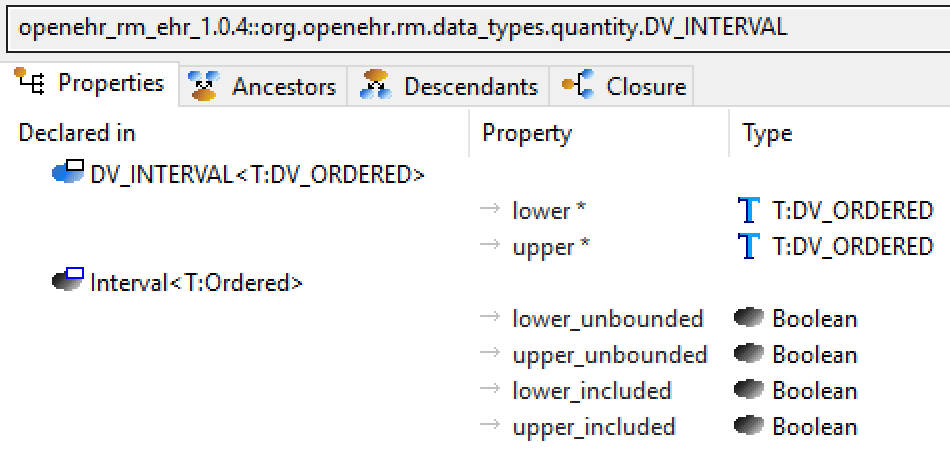 openehr_rm_ehr_1.0.4::org.openehr.rm.data_types.quantity.DV_INTERVAL
Properties Ancestors Descendants Closure
Declared in Property Type
DV_INTERVAL<T:DV_ORDERED>
lower * T:DV_ORDERED
upper * T:DV_ORDERED
Interval<T:Ordered>
lower_unbounded Boolean
upper_unbounded Boolean
lower_included Boolean
upper_included Boolean